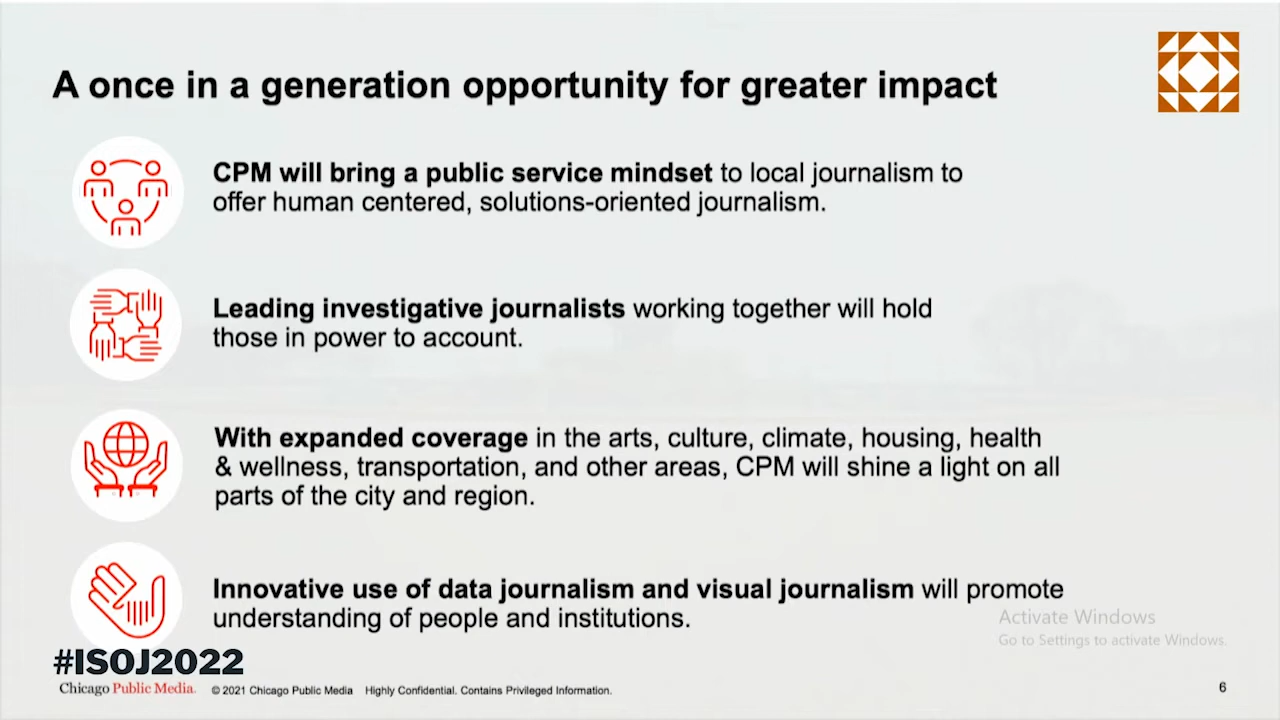 A once in a generation opportunity for greater impact
CPM will bring a public service mindset to local journalism to
offer human centered, solutions-oriented journalism.
Leading investigative journalists working together will hold
those in power to account.
With expanded coverage in the arts, culture, climate, housing, health
& wellness, transportation, and other areas, CPM will shine a light on all
parts of the city and region.
Innovative use of data journalism and visual journalism will promote
understanding of people and institutions.
Activate Windows
Go to Settings to activate Windows.
#ISOJ2022
Chicago Public Media. © 2021 Chicago Public Media Highly Confidential. Contains Privileged Information. 6